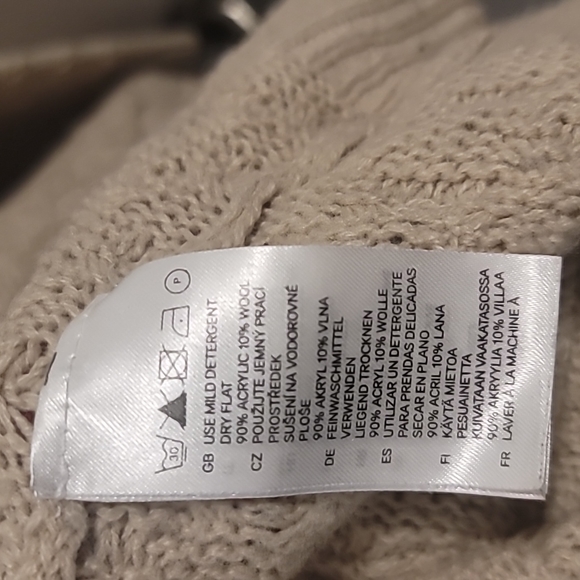 30
P
GB USE MILD DETERGENT.
DRY FLAT
90% ACRYLIC 10% WOOL
CZ POUŽIJTE JEMNÝ PRACÍ
PROSTŘEDEK
SUŠENÍ NA VODOROVNÉ
PLOŠE
90% AKRYL 10% VLNA
DE FEINWASCHMITTEL
VERWENDEN
LIEGEND TROCKNEN
90% ACRYL 10% WOLLE
ES UTILIZAR UN DETERGENTE
PARA PRENDAS DELICADAS
SECAR EN PLANO
90% ACRIL 10% LANA
FI KÄYTÄ MIETOA
PESUAINETTA
KUIVATAAN VAAKATASOSSA
90% AKRYYLIA 10% VILLAA
FR LAVER À LA MACHINE À